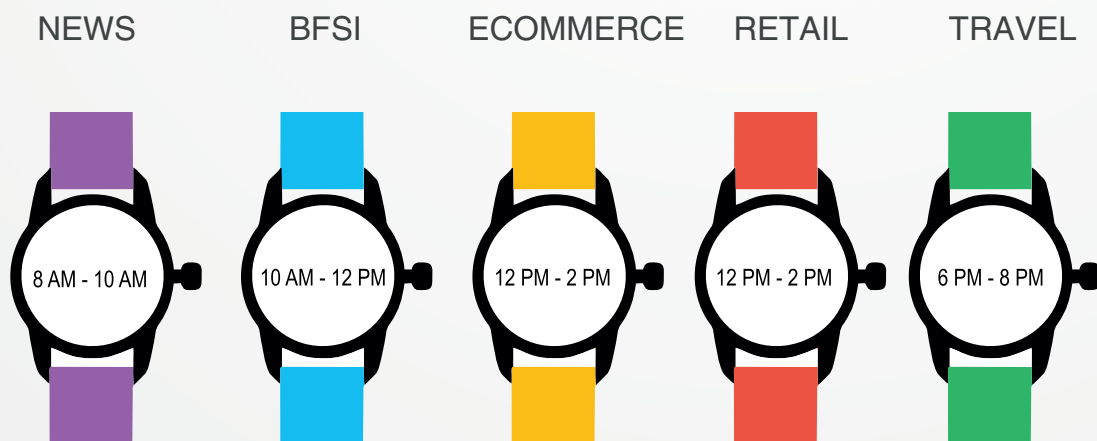 NEWS BFSI ECOMMERCE RETAIL TRAVEL
8 AM - 10 AM 10 AM - 12 PM 12 PM - 2 PM 12 PM - 2 PM 6 PM - 8 PM